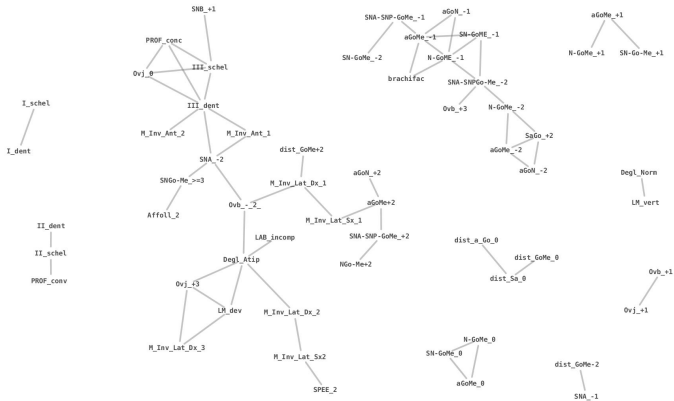 SNB_+1
SNA-SNP-GoMe_-1
aGoN_-1
aGoMe_+1
PROF_conc
aGoMe_-1
SN-GoME_-1
SN-GoMe_-2
N-GoME_-1
N-GoMe_+1
SN-Go-Me_+1
III_schel
Ovj_0
brachifac
SNA-SNPGo-Me_-2
I_schel
III_dent
Ovb_+3
N-GoMe_-2
M_Inv_Ant_2
M_Inv_Ant_1
SaGo_+2
I_dent
dist_GoMe+2
aGoMe_-2
SNA_-2
aGoN_-2
SNGo-Me_>=3
M_Inv_Lat_Dx_1
aGoN_+2
Degl_Norm
Ovb_-_2_
aGoMe+2
LM_vert
Affoll_2
M_Inv_Lat_Sx_1
II_dent
LAB_incomp
SNA-SNP-GoMe_+2
dist_a_Go_0
II_schel
Degl_Atip
NGo-Me+2
dist_GoMe_0
PROF_conv
Ovj_+3
dist_Sa_0
Ovb_+1
LM_dev
M_Inv_Lat_Dx_2
Ovj_+1
M_Inv_Lat_Dx_3
N-GoMe_0
SN-GoMe_0
M_Inv_Lat_Sx2
dist_GoMe-2
aGoMe_0
SPEE_2
SNA_-1